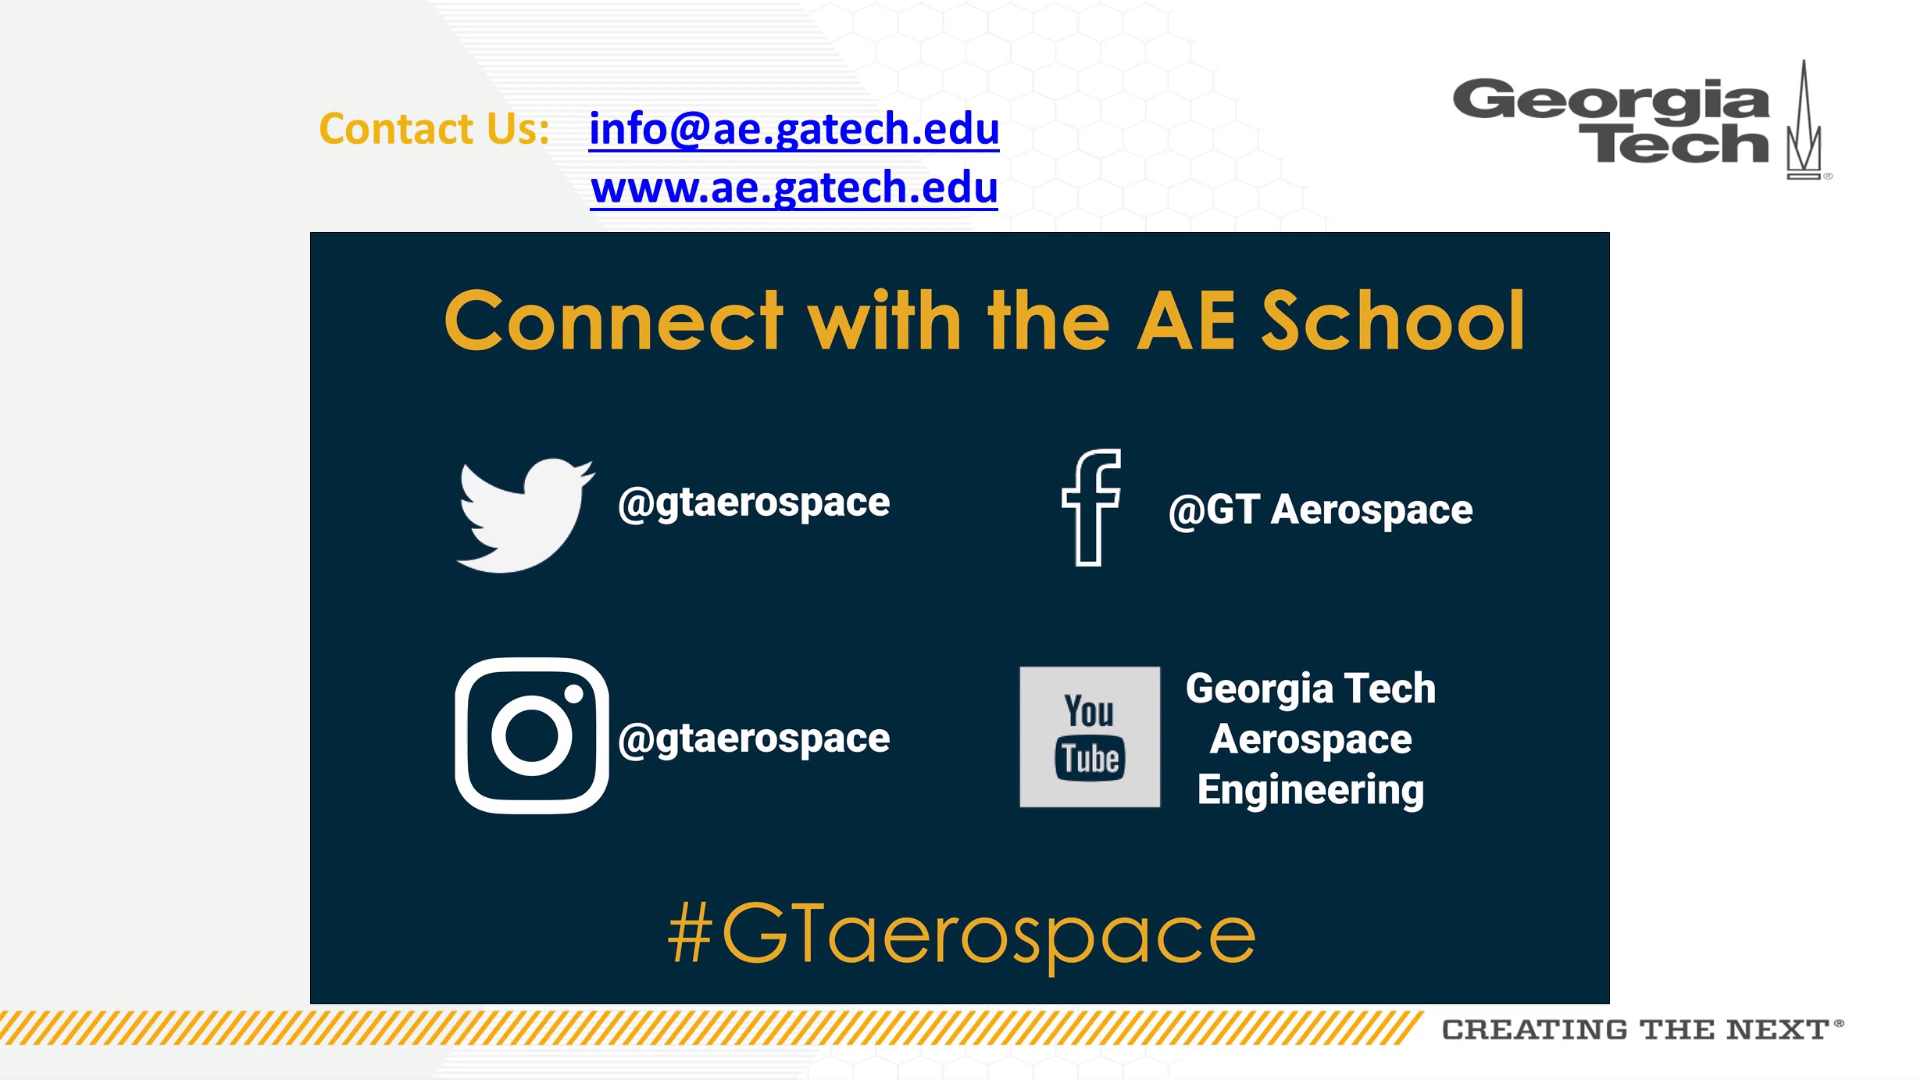 Georgia
Tech
®
Contact Us: info@ae.gatech.edu
www.ae.gatech.edu
Connect with the AE School
@gtaerospace
@GT Aerospace
@gtaerospace
You
Tube
Georgia Tech
Aerospace
Engineering
#GTaerospace
CREATING THE NEXT®